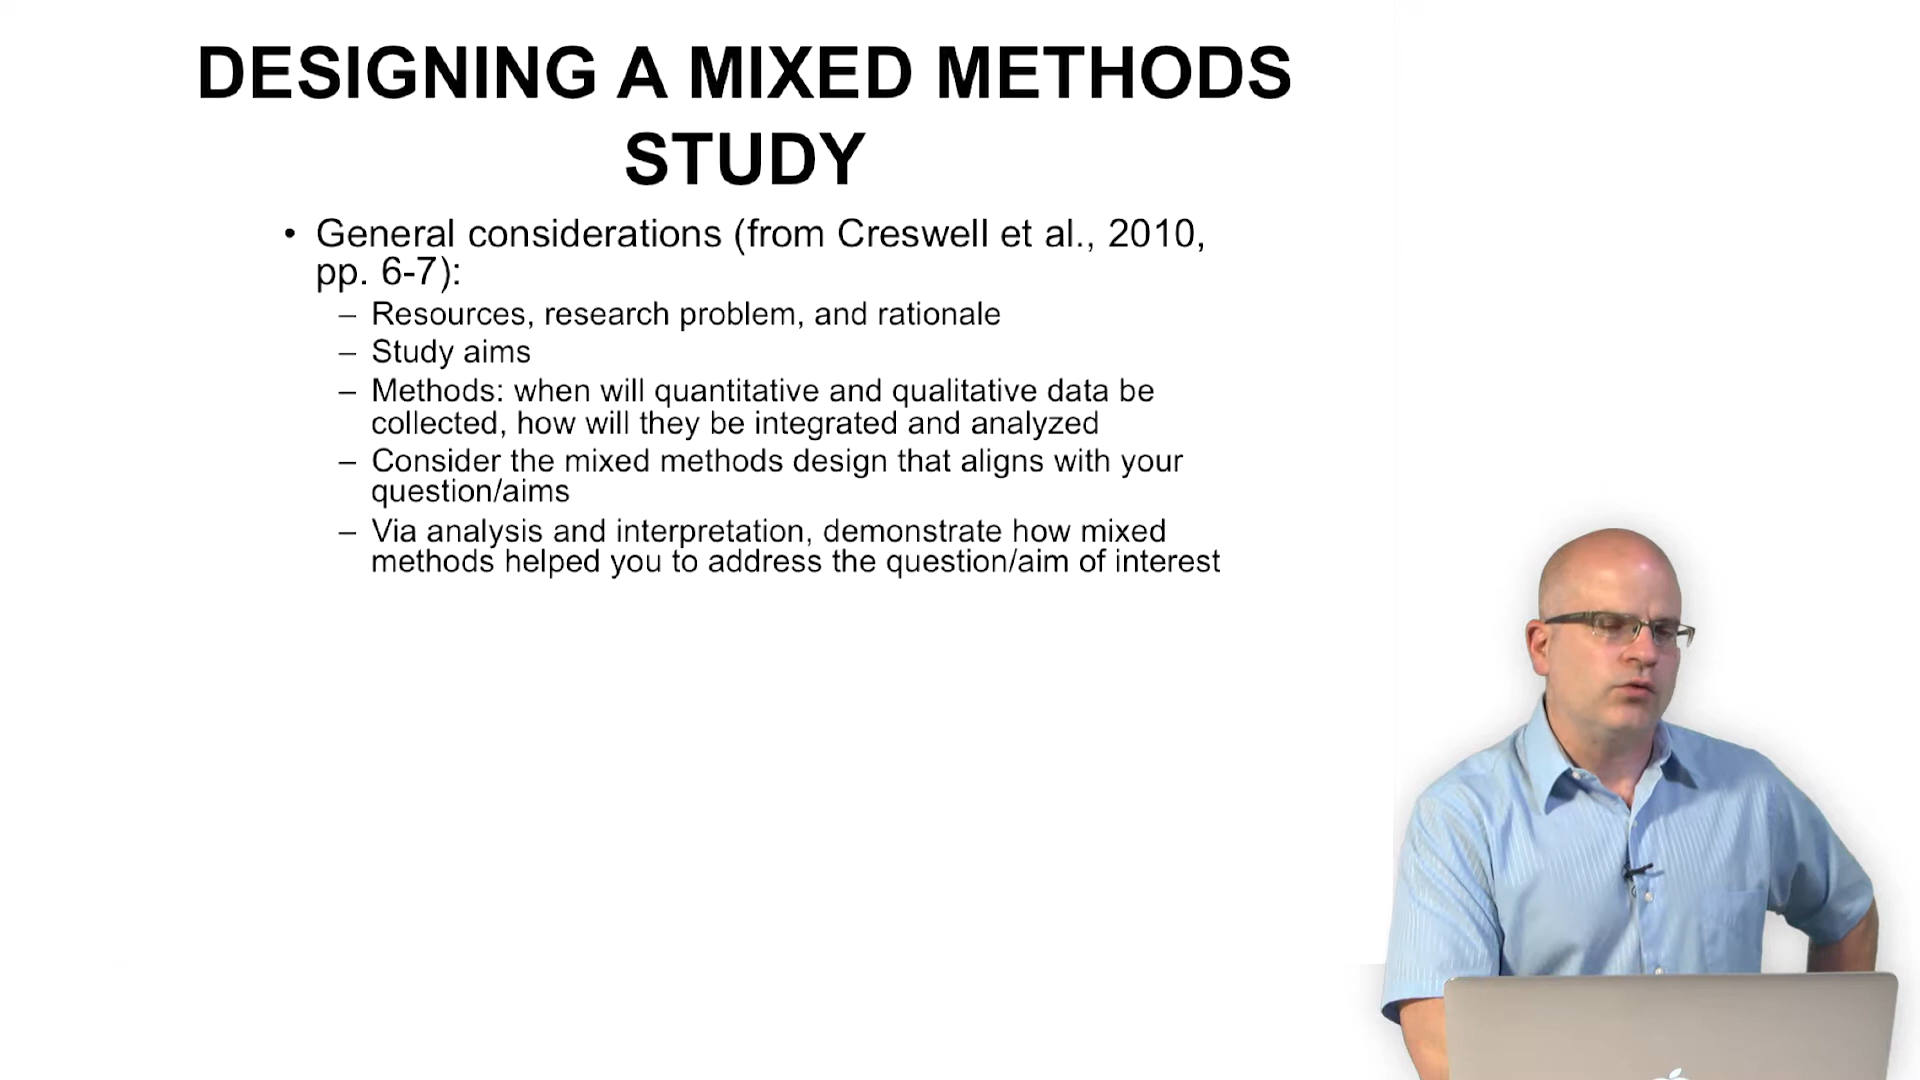 DESIGNING A MIXED METHODS
STUDY
• General considerations (from Creswell et al., 2010,
pp. 6-7):
– Resources, research problem, and rationale
– Study aims
– Methods: when will quantitative and qualitative data be
collected, how will they be integrated and analyzed
– Consider the mixed methods design that aligns with your
question/aims
– Via analysis and interpretation, demonstrate how mixed
methods helped you to address the question/aim of interest